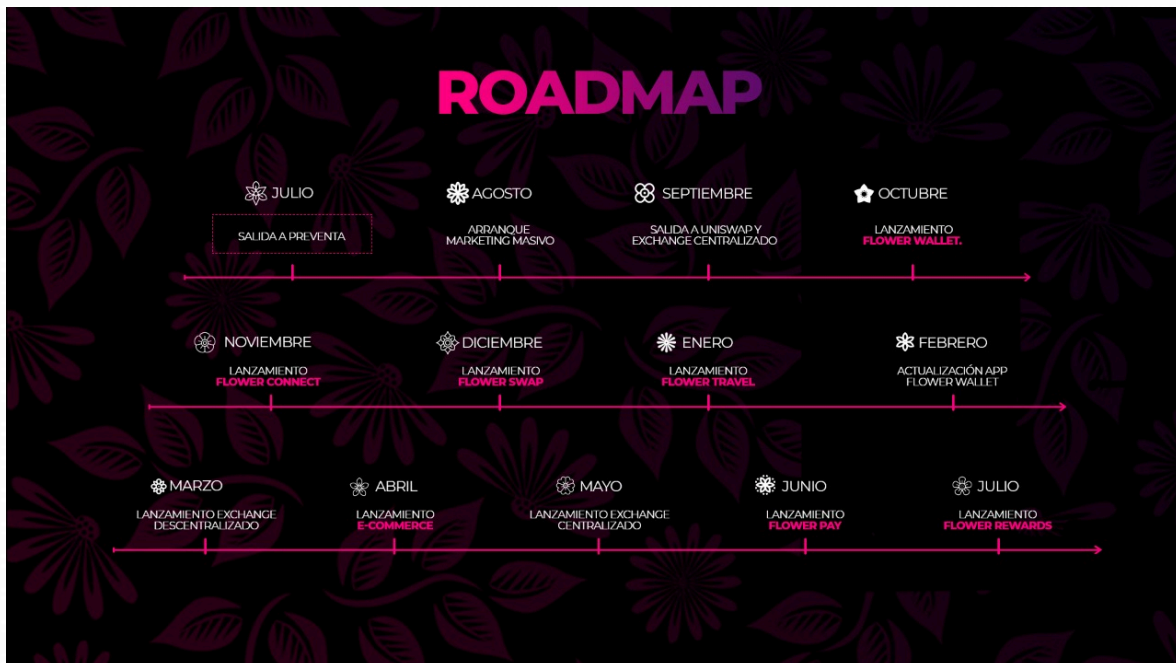 ROADMAP
JULIO
SALIDA A PREVENTA
AGOSTO
ARRANQUE
MARKETING MASIVO
SEPTIEMBRE
SALIDA A UNISWAP Y
EXCHANGE CENTRALIZADO
OCTUBRE
LANZAMIENTO
FLOWER WALLET.
NOVIEMBRE
LANZAMIENTO
FLOWER CONNECT
DICIEMBRE
LANZAMIENTO
FLOWER SWAP
ENERO
LANZAMIENTO
FLOWER TRAVEL
FEBRERO
ACTUALIZACIÓN APP
FLOWER WALLET
MARZO
LANZAMIENTO EXCHANGE
DESCENTRALIZADO
ABRIL
LANZAMIENTO
E-COMMERCE
MAYO
LANZAMIENTO EXCHANGE
CENTRALIZADO
JUNIO
LANZAMIENTO
FLOWER PAY
JULIO
LANZAMIENTO
FLOWER REWARDS